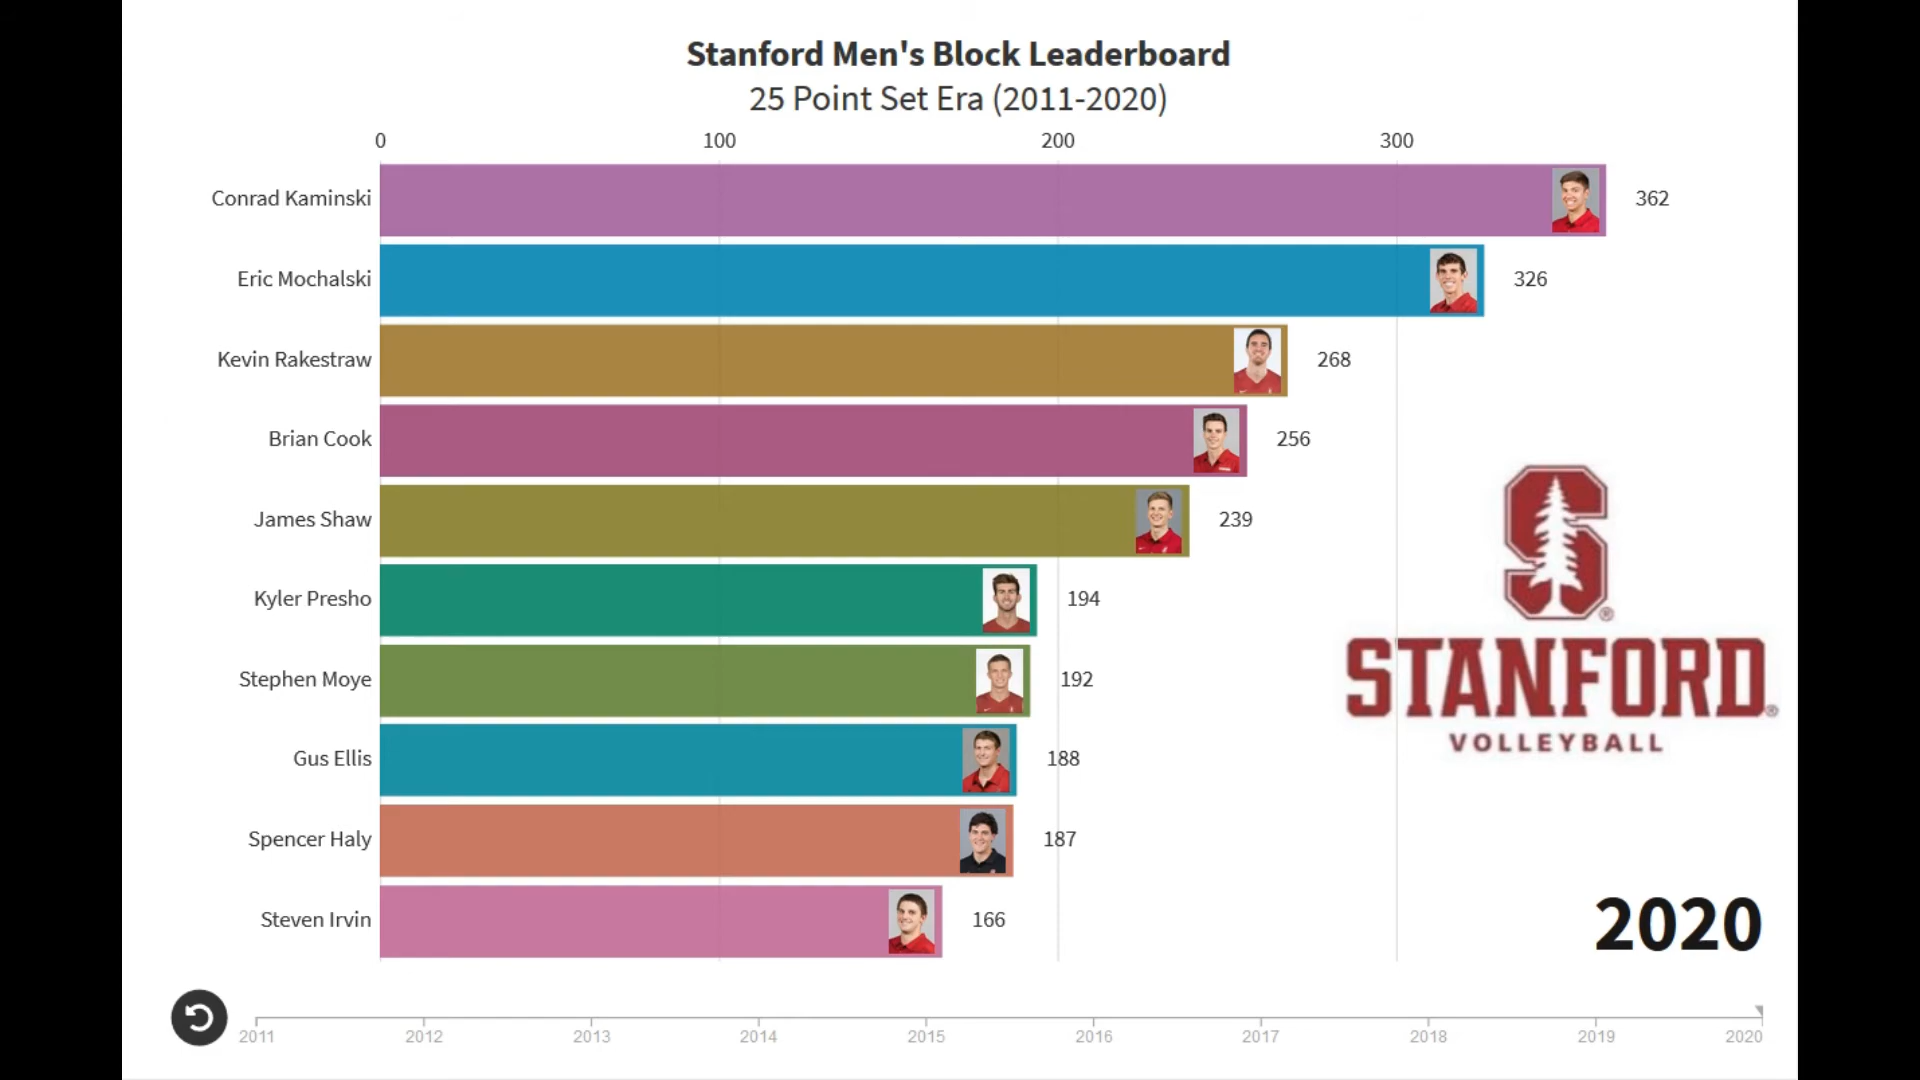 Stanford Men's Block Leaderboard
25 Point Set Era (2011-2020)
0 100 200 300
Conrad Kaminski 362
Eric Mochalski 326
Kevin Rakestraw 268
Brian Cook 256
James Shaw 239
Kyler Presho 194
Stephen Moye 192
Gus Ellis 188
Spencer Haly 187
Steven Irvin 166
S
®
STANFORD®
VOLLEYBALL
2020
2011 2012 2013 2014 2015 2016 2017 2018 2019 2020